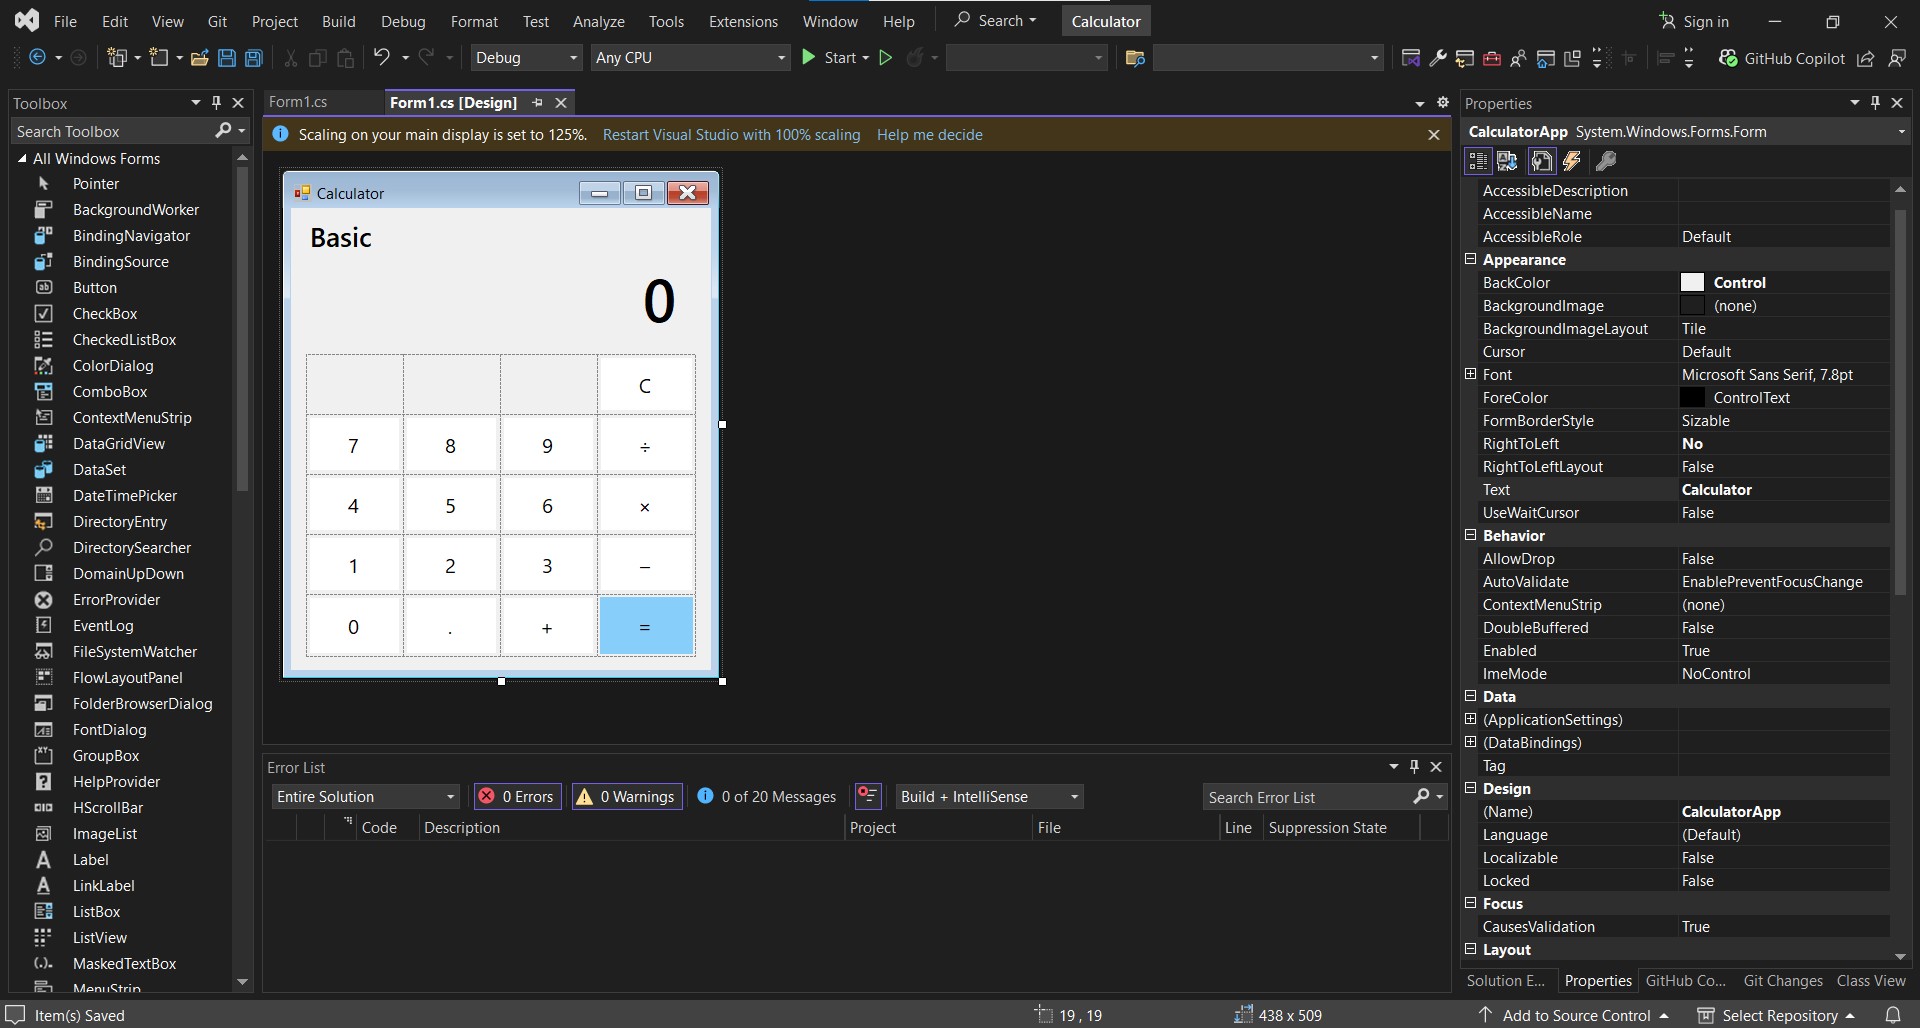 File Edit View Git Project Build Debug Format Test Analyze Tools Extensions Window Help Search Calculator Sign in
Debug Any CPU Start GitHub Copilot
Toolbox
Search Toolbox
All Windows Forms
Pointer
BackgroundWorker
BindingNavigator
BindingSource
Button
CheckBox
CheckedListBox
ColorDialog
ComboBox
ContextMenuStrip
DataGridView
DataSet
DateTimePicker
DirectoryEntry
DirectorySearcher
DomainUpDown
ErrorProvider
EventLog
FileSystemWatcher
FlowLayoutPanel
FolderBrowserDialog
FontDialog
GroupBox
HelpProvider
HScrollBar
ImageList
Label
LinkLabel
ListBox
ListView
MaskedTextBox
MenuStrip
Form1.cs Form1.cs [Design]
Scaling on your main display is set to 125%. Restart Visual Studio with 100% scaling Help me decide
Calculator
Basic
0
C
7 8 9 ÷
4 5 6 ×
1 2 3 −
0 . + =
Error List
Entire Solution 0 Errors 0 Warnings 0 of 20 Messages Build + IntelliSense Search Error List
Code Description Project File Line Suppression State
Properties
CalculatorApp System.Windows.Forms.Form
AccessibleDescription
AccessibleName
AccessibleRole Default
Appearance
BackColor Control
BackgroundImage (none)
BackgroundImageLayout Tile
Cursor Default
Font Microsoft Sans Serif, 7.8pt
ForeColor ControlText
FormBorderStyle Sizable
RightToLeft No
RightToLeftLayout False
Text Calculator
UseWaitCursor False
Behavior
AllowDrop False
AutoValidate EnablePreventFocusChange
ContextMenuStrip (none)
DoubleBuffered False
Enabled True
ImeMode NoControl
Data
(ApplicationSettings)
(DataBindings)
Tag
Design
(Name) CalculatorApp
Language (Default)
Localizable False
Locked False
Focus
CausesValidation True
Layout
Solution E... Properties GitHub Co... Git Changes Class View
Item(s) Saved 19 , 19 438 x 509 Add to Source Control Select Repository